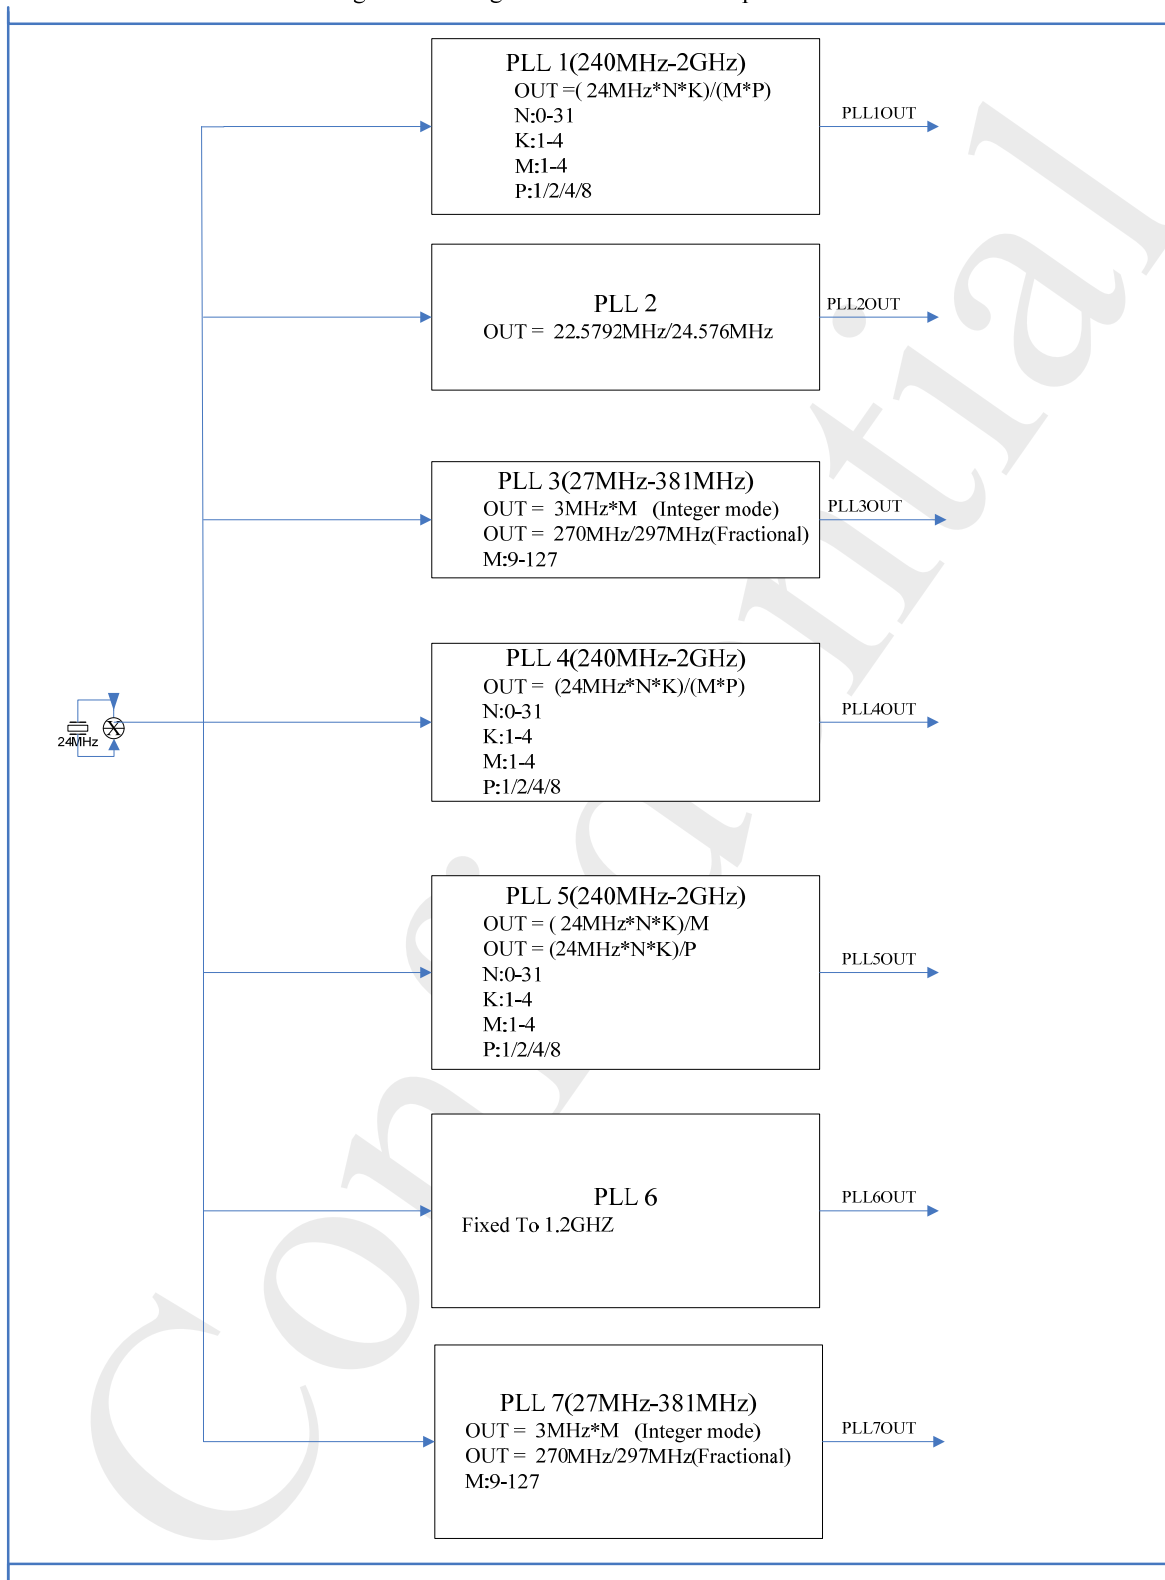 PLL 1(240MHz-2GHz)
OUT =( 24MHz*N*K)/(M*P)
N:0-31
K:1-4
M:1-4
P:1/2/4/8
PLL1OUT
PLL 2
OUT = 22.5792MHz/24.576MHz
PLL2OUT
PLL 3(27MHz-381MHz)
OUT = 3MHz*M (Integer mode)
OUT = 270MHz/297MHz(Fractional)
M:9-127
PLL3OUT
PLL 4(240MHz-2GHz)
OUT = (24MHz*N*K)/(M*P)
N:0-31
K:1-4
M:1-4
P:1/2/4/8
PLL4OUT
24MHz
X
PLL 5(240MHz-2GHz)
OUT = ( 24MHz*N*K)/M
OUT = (24MHz*N*K)/P
N:0-31
K:1-4
M:1-4
P:1/2/4/8
PLL5OUT
PLL 6
Fixed To 1.2GHZ
PLL6OUT
PLL 7(27MHz-381MHz)
OUT = 3MHz*M (Integer mode)
OUT = 270MHz/297MHz(Fractional)
M:9-127
PLL7OUT
Confidential